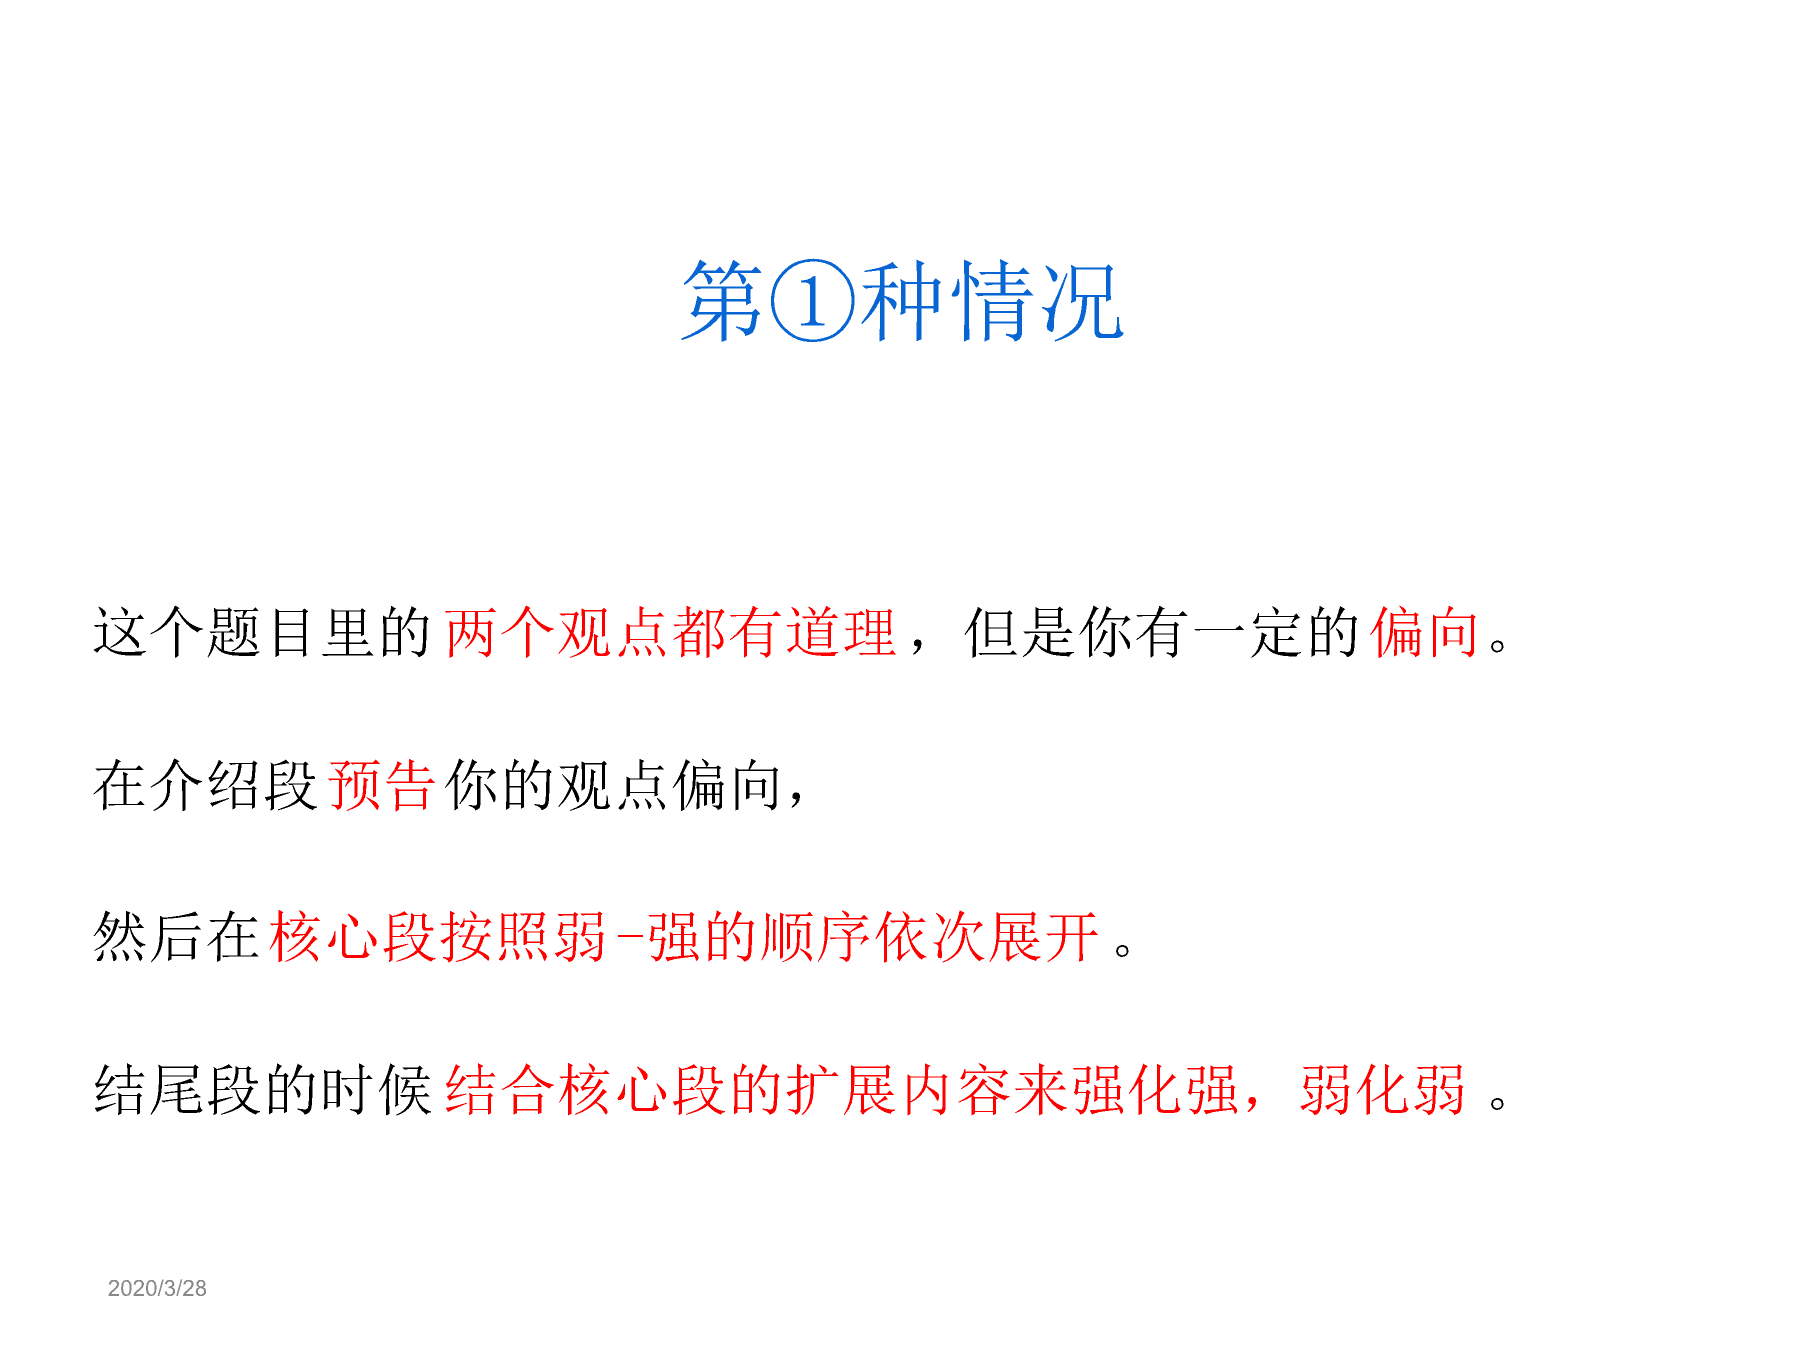 第①种情况
这个题目里的两个观点都有道理，但是你有一定的偏向。
在介绍段预告你的观点偏向，
然后在核心段按照弱-强的顺序依次展开。
结尾段的时候结合核心段的扩展内容来强化强，弱化弱。
2020/3/28